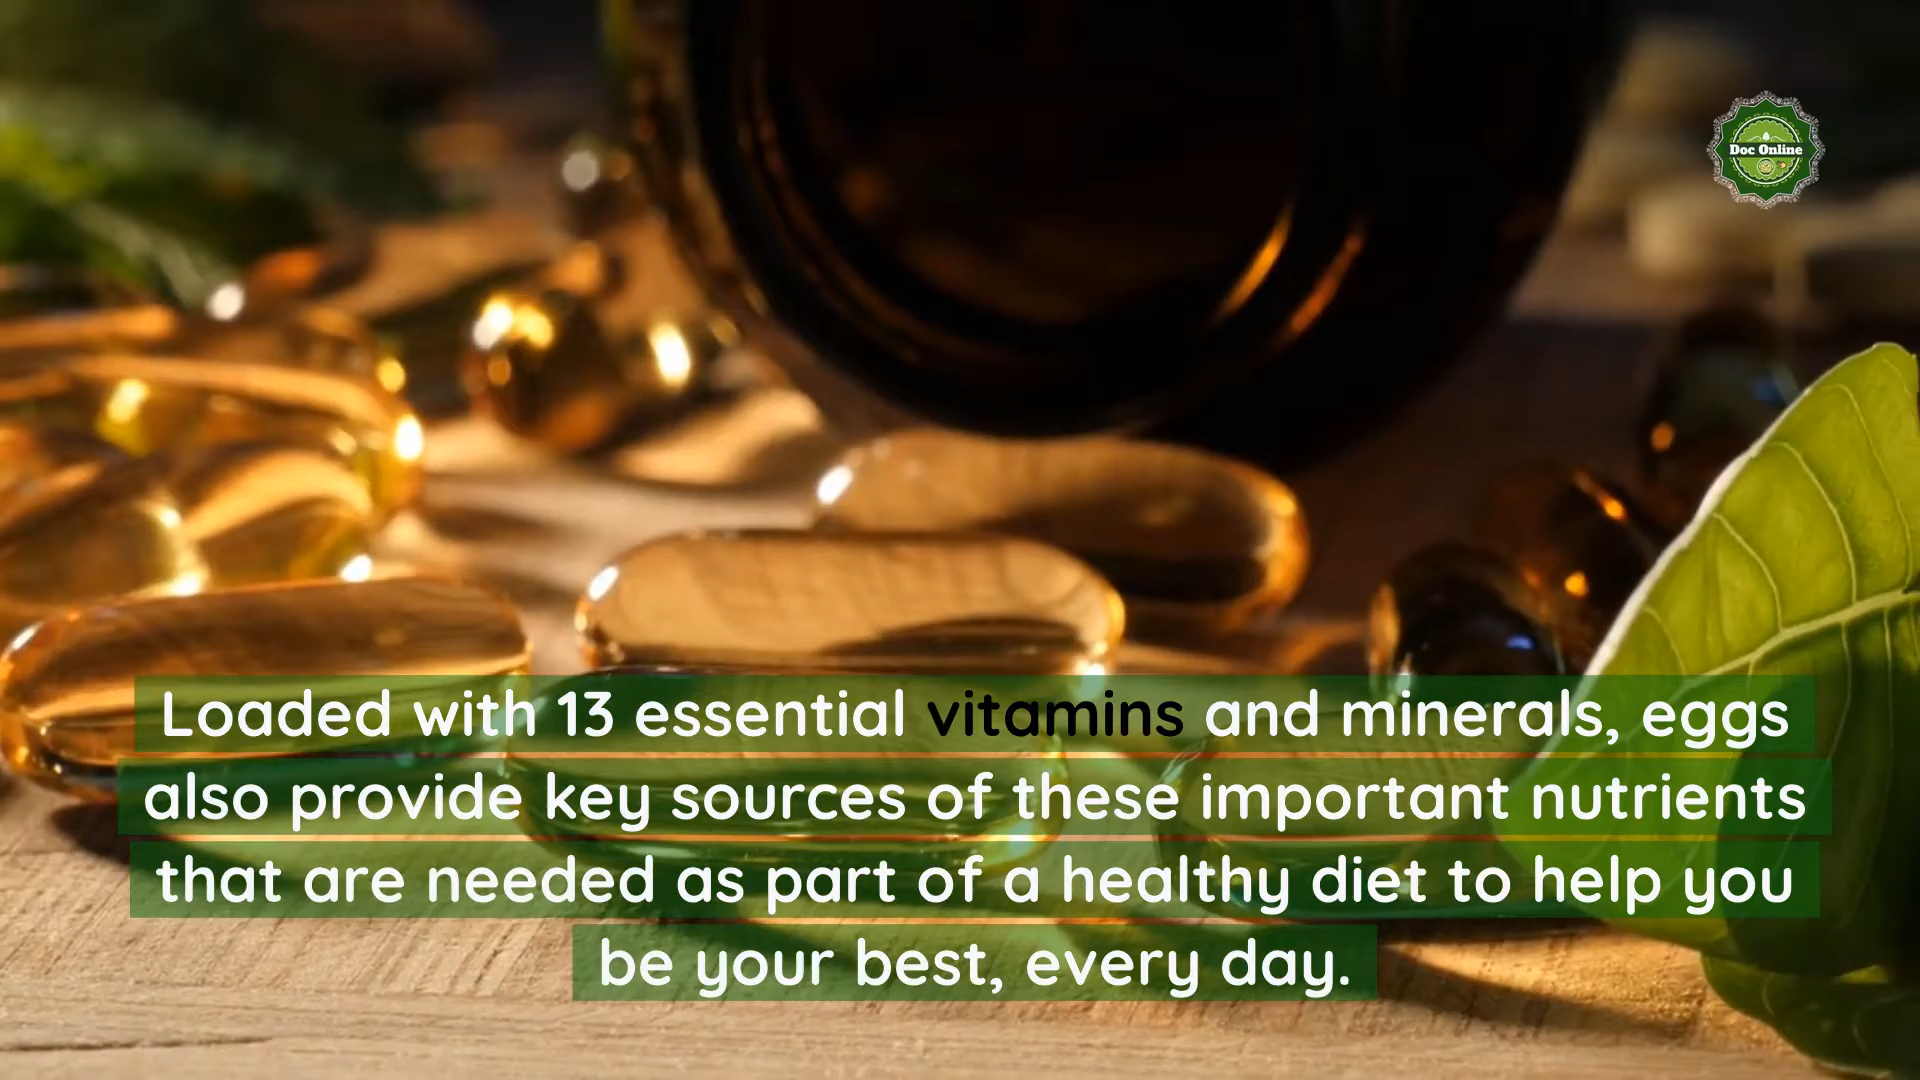 Doc Online
Loaded with 13 essential vitamins and minerals, eggs
also provide key sources of these important nutrients
that are needed as part of a healthy diet to help you
be your best, every day.